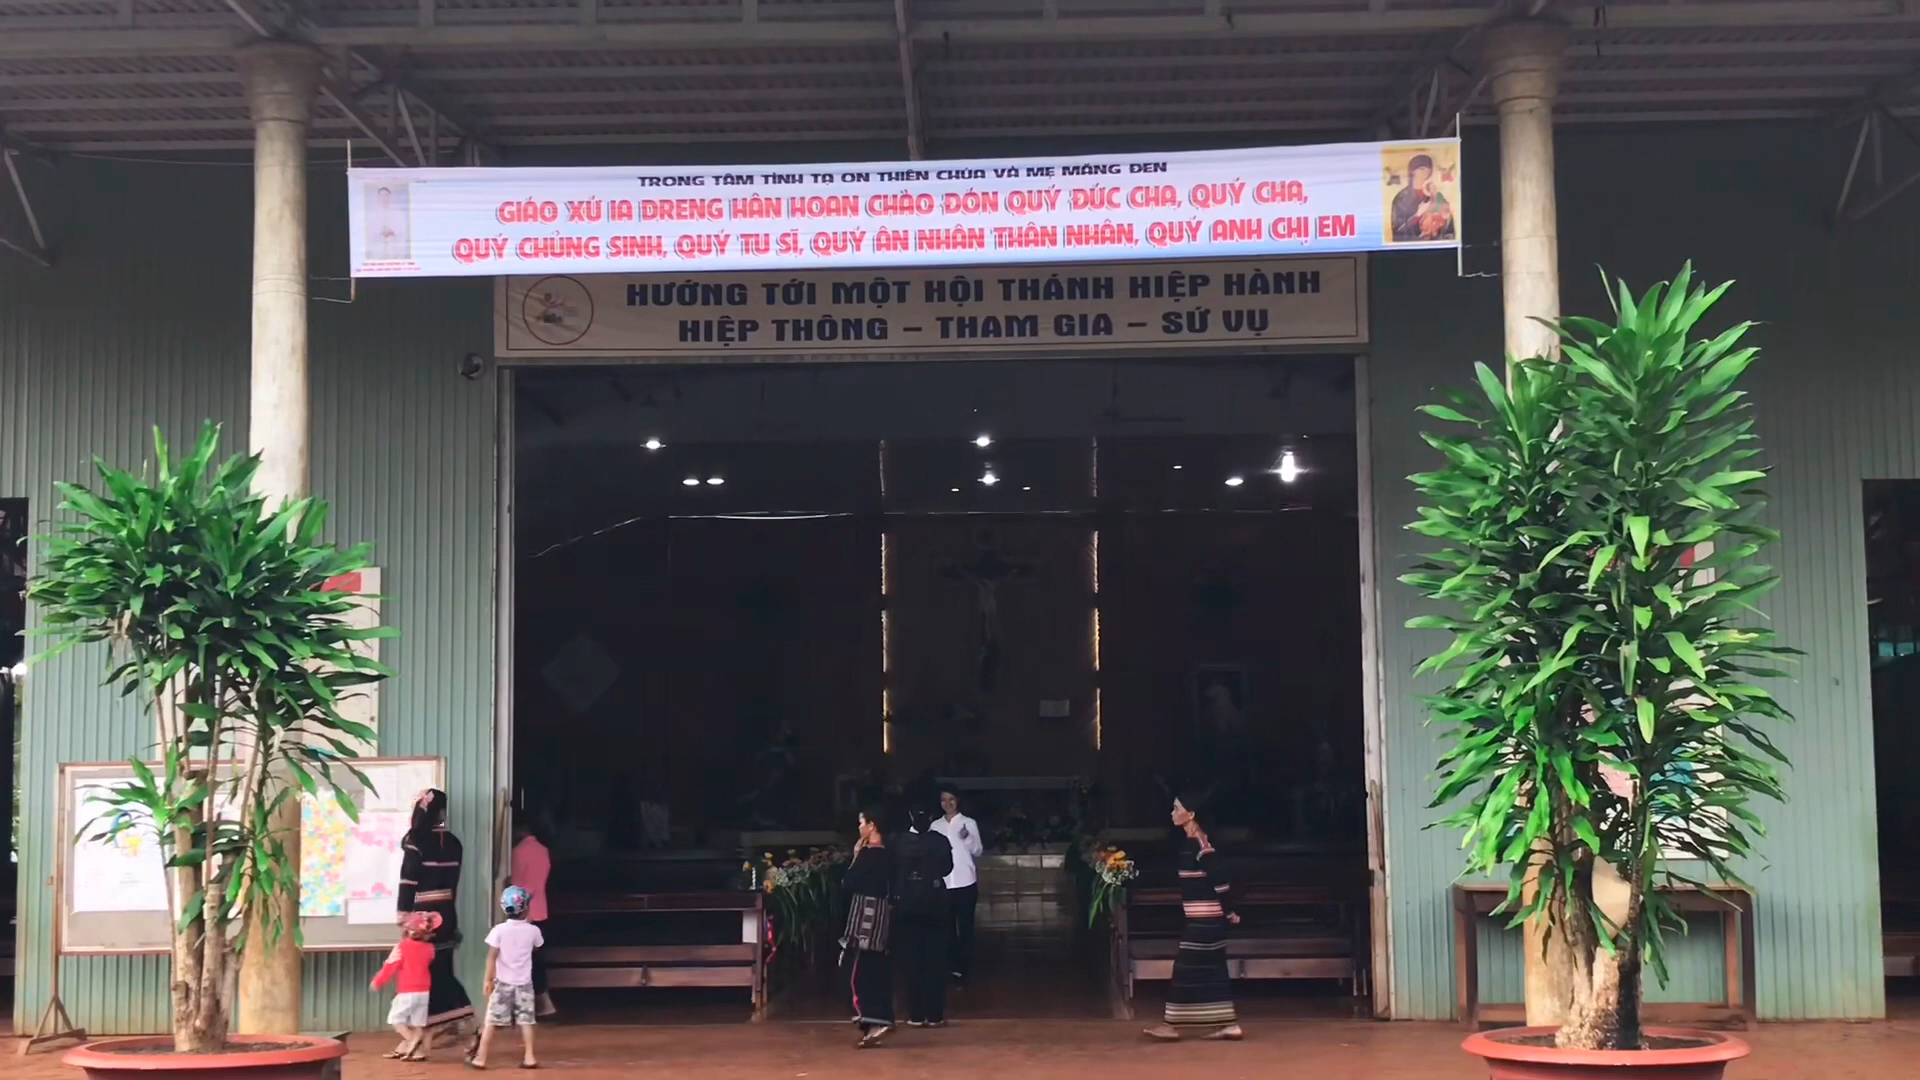 TRONG TÂM TÌNH TẠ ƠN THIÊN CHÚA VÀ MẸ MĂNG ĐEN
GIÁO XỨ IA DRENG HÂN HOAN CHÀO ĐÓN QUÝ ĐỨC CHA, QUÝ CHA,
QUÝ CHỦNG SINH, QUÝ TU SĨ, QUÝ ÂN NHÂN THÂN NHÂN, QUÝ ANH CHỊ EM
HƯỚNG TỚI MỘT HỘI THÁNH HIỆP HÀNH
HIỆP THÔNG – THAM GIA – SỨ VỤ